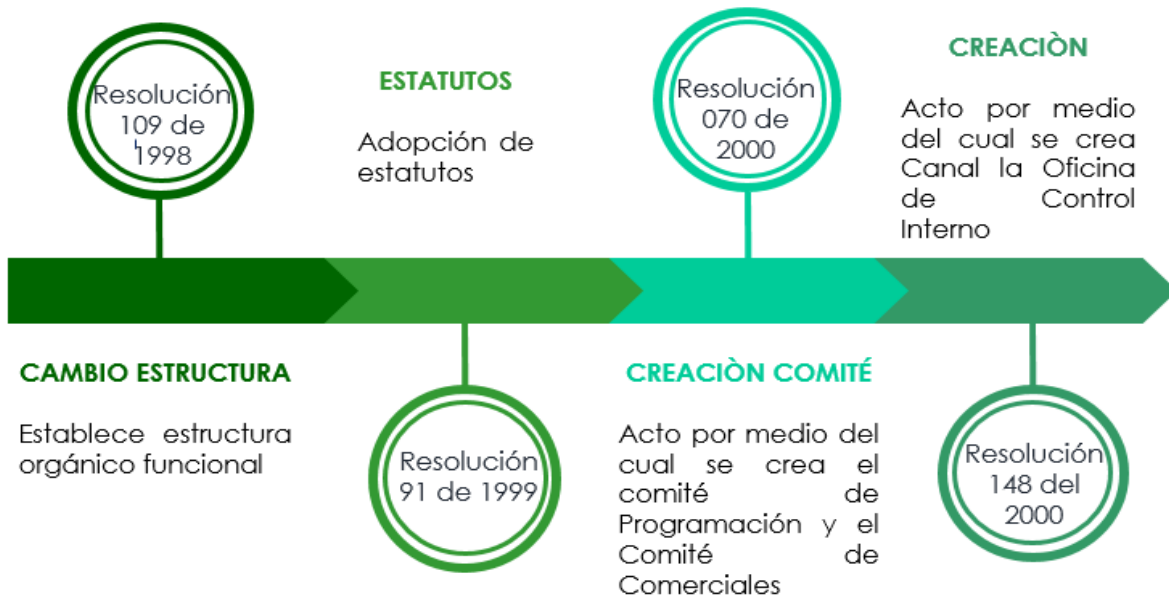 Resolución
109 de
1998
CAMBIO ESTRUCTURA
Establece estructura
orgánico funcional
ESTATUTOS
Adopción de
estatutos
Resolución
91 de 1999
Resolución
070 de
2000
CREACIÒN COMITÉ
Acto por medio del
cual se crea el
comité de
Programación y el
Comité de
Comerciales
CREACIÒN
Acto por medio
del cual se crea
Canal la Oficina
de Control
Interno
Resolución
148 del
2000